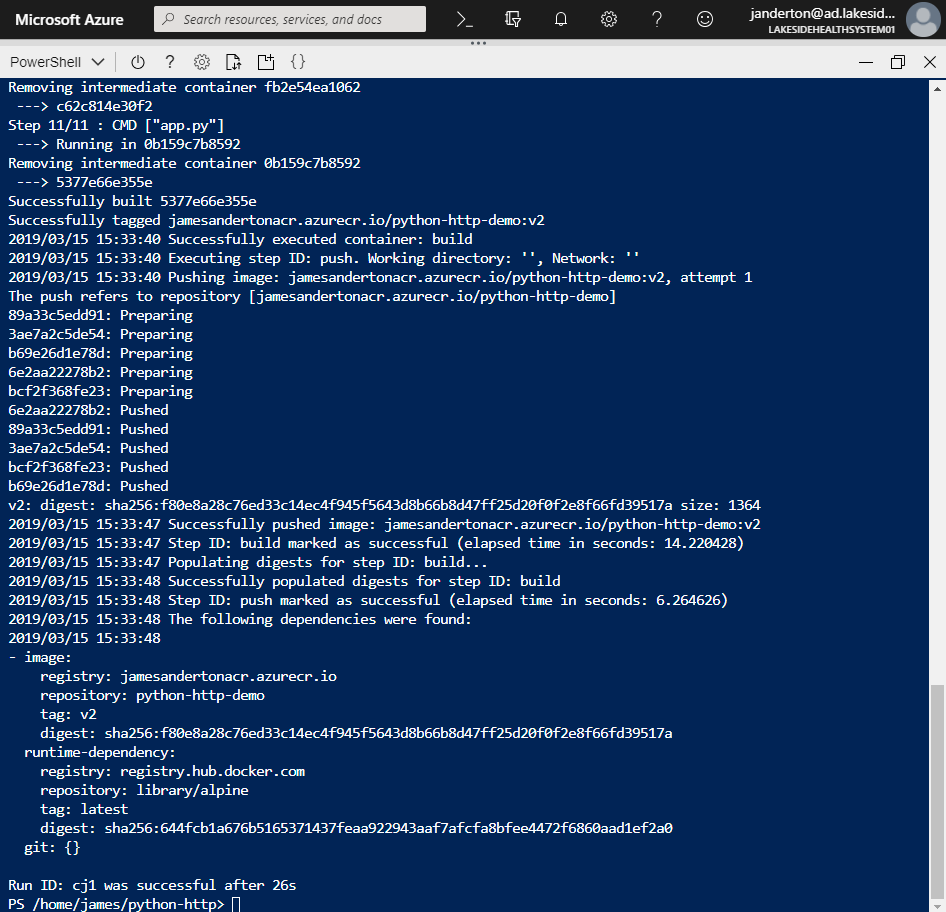 Microsoft Azure
Search resources, services, and docs
janderton@ad.lakesid...
LAKESIDEHEALTHSYSTEM01
PowerShell
Removing intermediate container fb2e54ea1062
 ---> c62c814e30f2
Step 11/11 : CMD ["app.py"]
 ---> Running in 0b159c7b8592
Removing intermediate container 0b159c7b8592
 ---> 5377e66e355e
Successfully built 5377e66e355e
Successfully tagged jamesandertonacr.azurecr.io/python-http-demo:v2
2019/03/15 15:33:40 Successfully executed container: build
2019/03/15 15:33:40 Executing step ID: push. Working directory: '', Network: ''
2019/03/15 15:33:40 Pushing image: jamesandertonacr.azurecr.io/python-http-demo:v2, attempt 1
The push refers to repository [jamesandertonacr.azurecr.io/python-http-demo]
89a33c5edd91: Preparing
3ae7a2c5de54: Preparing
b69e26d1e78d: Preparing
6e2aa22278b2: Preparing
bcf2f368fe23: Preparing
6e2aa22278b2: Pushed
89a33c5edd91: Pushed
3ae7a2c5de54: Pushed
bcf2f368fe23: Pushed
b69e26d1e78d: Pushed
v2: digest: sha256:f80e8a28c76ed33c14ec4f945f5643d8b66b8d47ff25d20f0f2e8f66fd39517a size: 1364
2019/03/15 15:33:47 Successfully pushed image: jamesandertonacr.azurecr.io/python-http-demo:v2
2019/03/15 15:33:47 Step ID: build marked as successful (elapsed time in seconds: 14.220428)
2019/03/15 15:33:47 Populating digests for step ID: build...
2019/03/15 15:33:48 Successfully populated digests for step ID: build
2019/03/15 15:33:48 Step ID: push marked as successful (elapsed time in seconds: 6.264626)
2019/03/15 15:33:48 The following dependencies were found:
2019/03/15 15:33:48
- image:
    registry: jamesandertonacr.azurecr.io
    repository: python-http-demo
    tag: v2
    digest: sha256:f80e8a28c76ed33c14ec4f945f5643d8b66b8d47ff25d20f0f2e8f66fd39517a
  runtime-dependency:
    registry: registry.hub.docker.com
    repository: library/alpine
    tag: latest
    digest: sha256:644fcb1a676b5165371437feaa922943aaf7afcfa8bfee4472f6860aad1ef2a0
  git: {}
Run ID: cj1 was successful after 26s
PS /home/james/python-http>